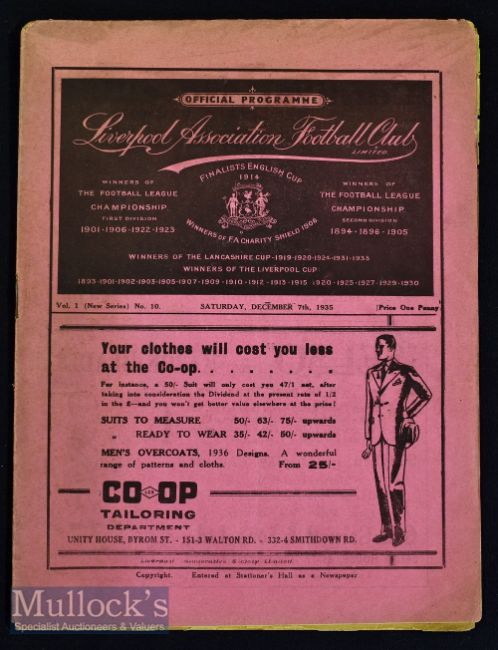 OFFICIAL PROGRAMME
Liverpool Association Football Club
LIMITED.
FINALISTS ENGLISH CUP
1914
WINNERS OF
THE FOOTBALL LEAGUE
CHAMPIONSHIP
FIRST DIVISION
1901-1906-1922-1923
WINNERS OF
THE FOOTBALL LEAGUE
CHAMPIONSHIP
SECOND DIVISION
1894-1896-1905
WINNERS OF F.A CHARITY SHIELD 1906
WINNERS OF THE LANCASHIRE CUP-1919-1920-1924-1931-1933
WINNERS OF THE LIVERPOOL CUP
1893-1901-1902-1903-1905-1907-1909-1910-1912-1913-1915 1920-1925-1927-1929-1930
Vol. 1 (New Series) No. 10. SATURDAY, DECEMBER 7th, 1935 Price One Penny
Your clothes will cost you less
at the Co-op. . . . . . . .
For instance, a 50/- Suit will only cost you 47/1 net, after
taking into consideration the Dividend at the present rate of 1/2
in the £—and you won't get better value elsewhere at the price!
SUITS TO MEASURE 50/- 63/- 75/- upwards
„ READY TO WEAR 35/- 42/- 50/- upwards
MEN'S OVERCOATS, 1936 Designs. A wonderful
range of patterns and cloths. From 25/-
CO-OP
TAILORING
DEPARTMENT
UNITY HOUSE, BYROM ST. - 151-3 WALTON RD. - 332-4 SMITHDOWN RD.
Liverpool Co-operative Society Limited.
Copyright. Entered at Stationer's Hall as a Newspaper
Mullock's
Specialist Auctioneers & Valuers